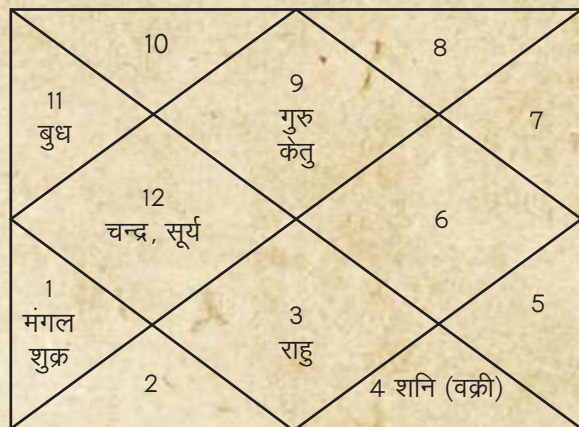 10
8
9
गुरु
केतु
11
बुध
7
12
चन्द्र, सूर्य
6
1
मंगल
शुक्र
3
राहु
5
2
4 शनि (वक्री)